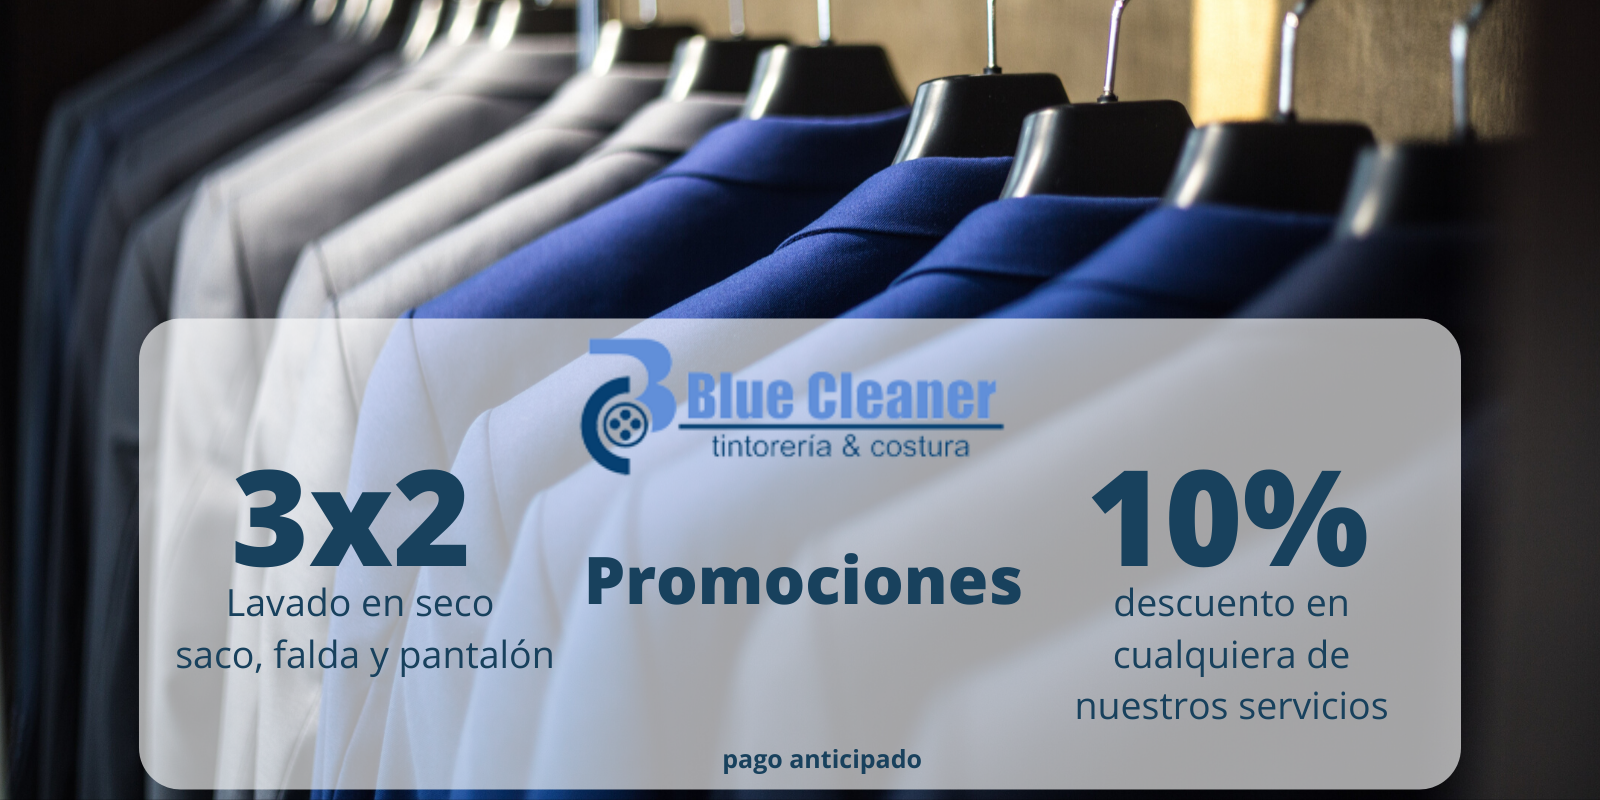 Blue Cleaner
tintorería & costura
3x2
Lavado en seco
saco, falda y pantalón
Promociones
10%
descuento en
cualquiera de
nuestros servicios
pago anticipado